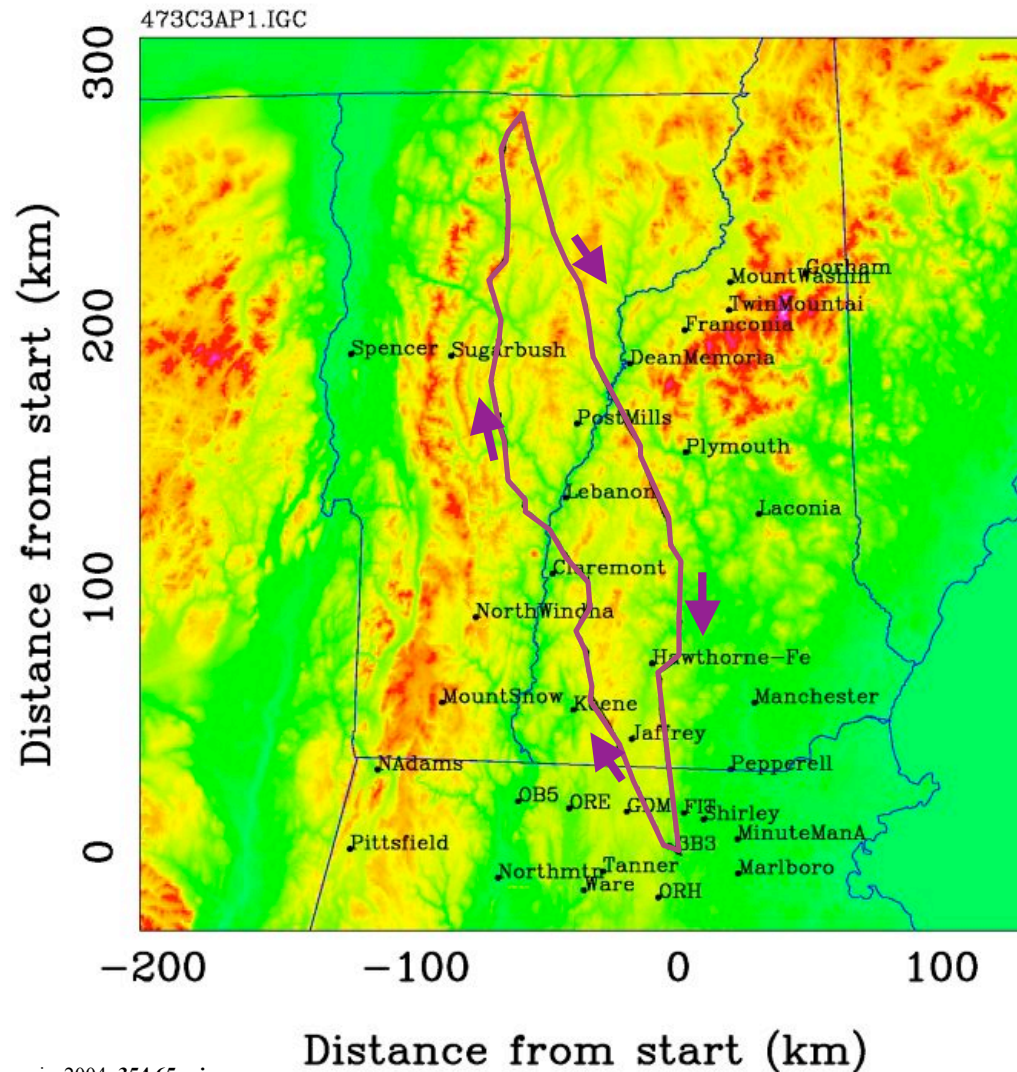 473C3AP1.IGC
300
200
100
0
Distance from start (km)
Gorham
MountWashin
TwinMountai
Franconia
Spencer
Sugarbush
DeanMemoria
PostMills
Plymouth
Lebanon
Laconia
Claremont
NorthWindha
Hawthorne-Fe
MountSnow
Keene
Manchester
Jaffrey
NAdams
Pepperell
OB5
ORE
GDM
FIT
Shirley
MinuteManA
3B3
Pittsfield
Tanner
Marlboro
Northmtn
Ware
ORH
-200
-100
0
100
Distance from start (km)